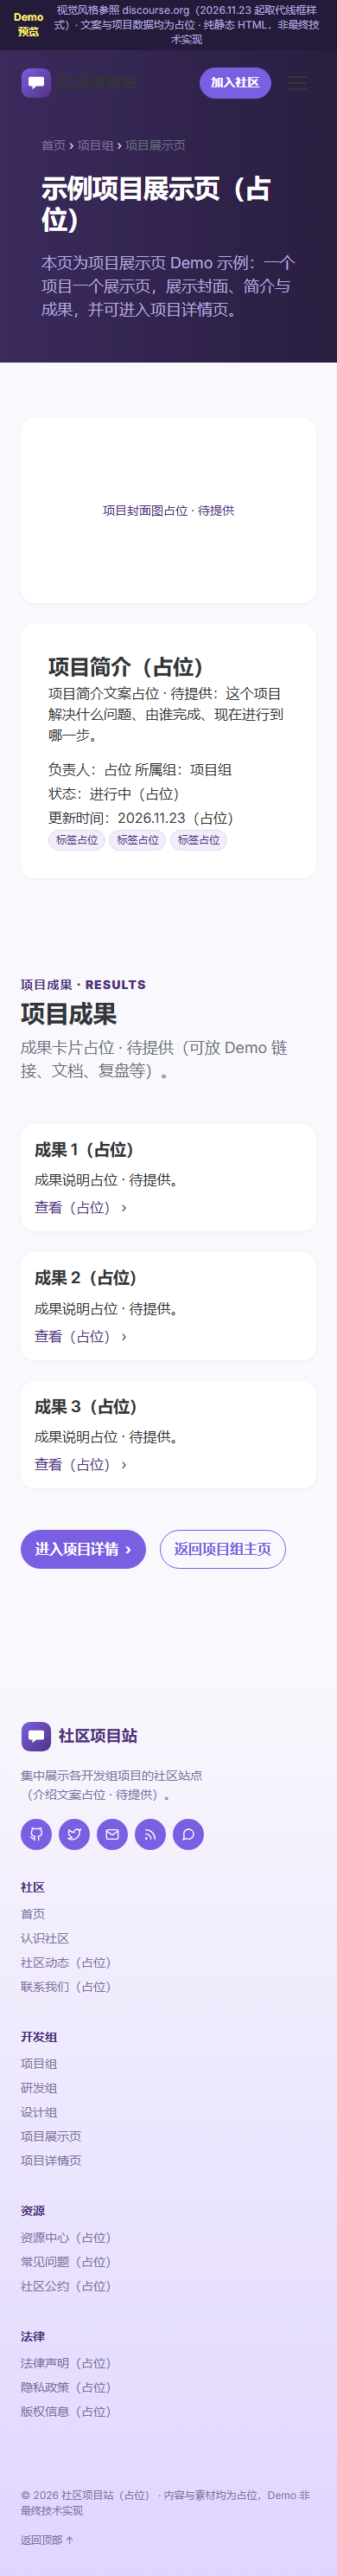 Demo 预览
视觉风格参照 discourse.org（2026.11.23 起取代线框样式）· 文案与项目数据均为占位 · 纯静态 HTML，非最终技术实现
社区项目站
加入社区
首页 › 项目组 › 项目展示页
示例项目展示页（占位）
本页为项目展示页 Demo 示例：一个项目一个展示页，展示封面、简介与成果，并可进入项目详情页。
项目封面图占位 · 待提供
项目简介（占位）
项目简介文案占位 · 待提供：这个项目解决什么问题、由谁完成、现在进行到哪一步。
负责人：占位 所属组：项目组
状态：进行中（占位）
更新时间：2026.11.23（占位）
标签占位 标签占位 标签占位
项目成果 · RESULTS
项目成果
成果卡片占位 · 待提供（可放 Demo 链接、文档、复盘等）。
成果 1（占位）
成果说明占位 · 待提供。
查看（占位） ›
成果 2（占位）
成果说明占位 · 待提供。
查看（占位） ›
成果 3（占位）
成果说明占位 · 待提供。
查看（占位） ›
进入项目详情 ›
返回项目组主页
社区项目站
集中展示各开发组项目的社区站点（介绍文案占位 · 待提供）。
社区
首页
认识社区
社区动态（占位）
联系我们（占位）
开发组
项目组
研发组
设计组
项目展示页
项目详情页
资源
资源中心（占位）
常见问题（占位）
社区公约（占位）
法律
法律声明（占位）
隐私政策（占位）
版权信息（占位）
© 2026 社区项目站（占位） · 内容与素材均为占位，Demo 非最终技术实现
返回顶部 ↑